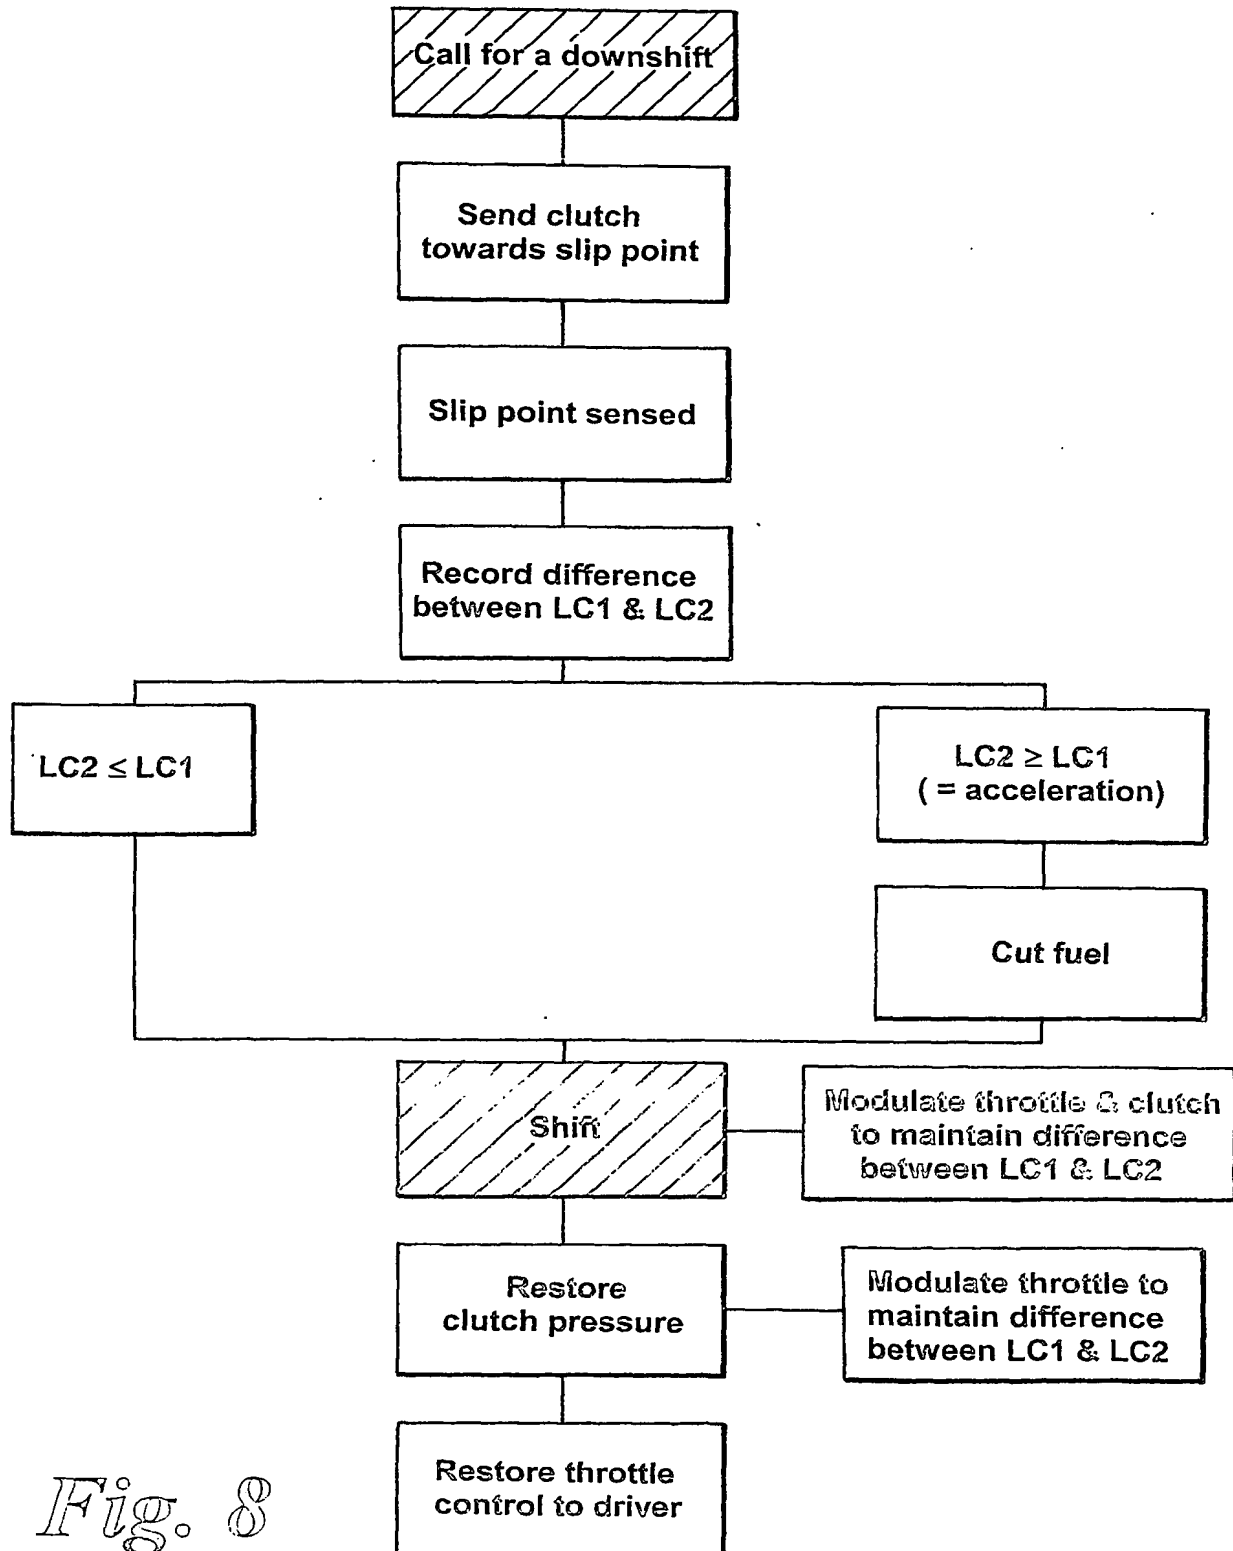 Call for a downshift
Send clutch
towards slip point
Slip point sensed
Record difference
between LC1 & LC2
LC2 ≤ LC1
LC2 ≥ LC1
( = acceleration)
Cut fuel
Shift
Modulate throttle & clutch
to maintain difference
between LC1 & LC2
Restore
clutch pressure
Modulate throttle to
maintain difference
between LC1 & LC2
Restore throttle
control to driver
Fig. 8